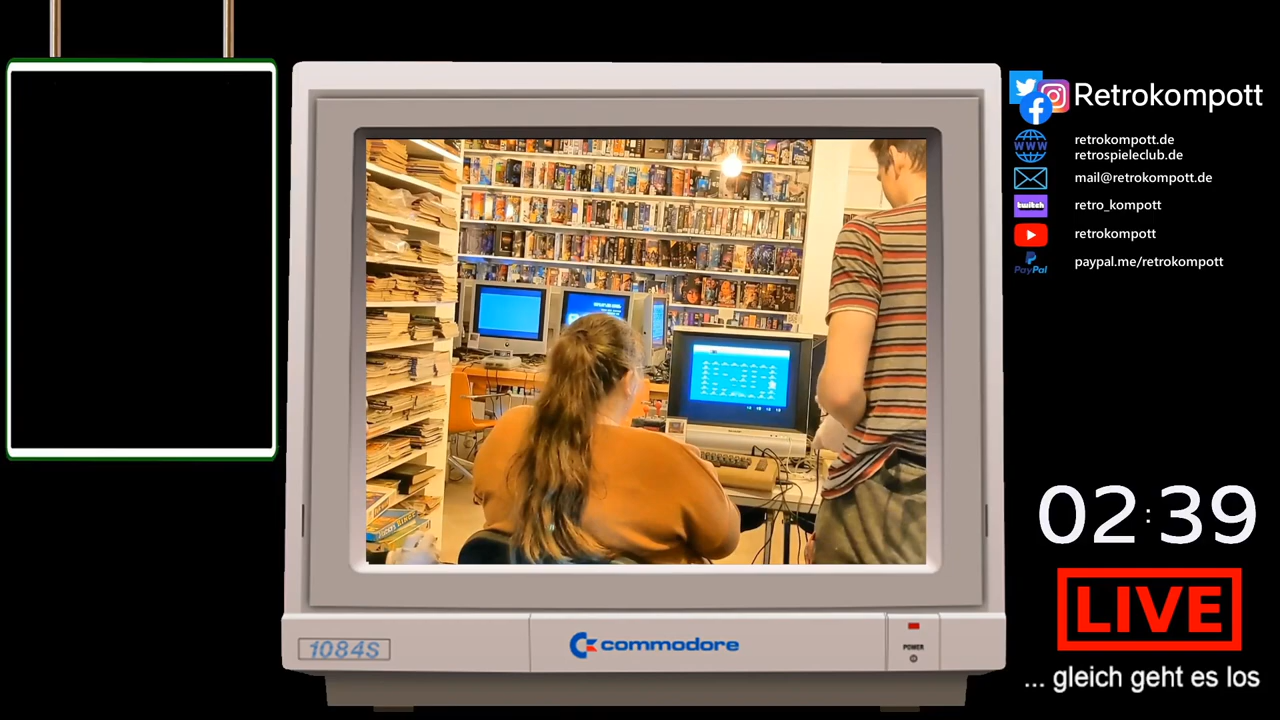 Retrokompott
WWW
retrokompott.de
retrospieleclub.de
mail@retrokompott.de
twitch
retro_kompott
retrokompott
PayPal
paypal.me/retrokompott
02:39
LIVE
... gleich geht es los
1084S
commodore
POWER